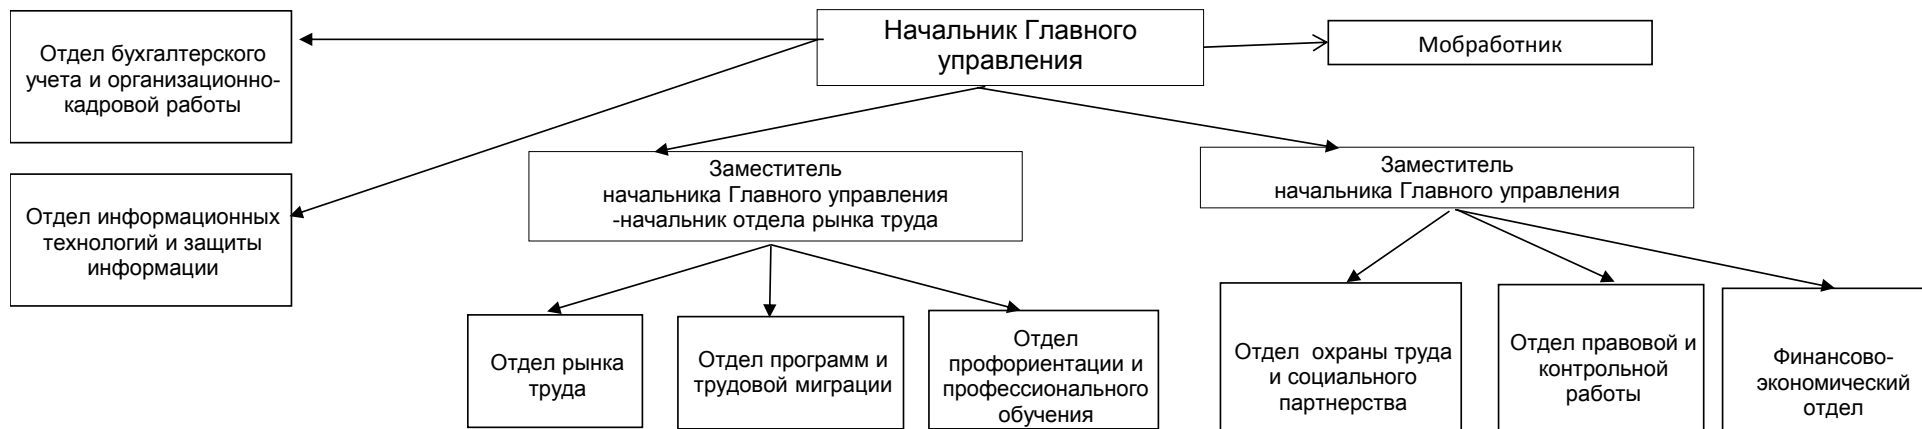 Начальник Главного
управления
Мобработник
Отдел бухгалтерского
учета и организационно-
кадровой работы
Отдел информационных
технологий и защиты
информации
Заместитель
начальника Главного управления
-начальник отдела рынка труда
Заместитель
начальника Главного управления
Отдел рынка
труда
Отдел программ и
трудовой миграции
Отдел
профориентации и
профессионального
обучения
Отдел охраны труда
и социального
партнерства
Отдел правовой и
контрольной
работы
Финансово-
экономический
отдел